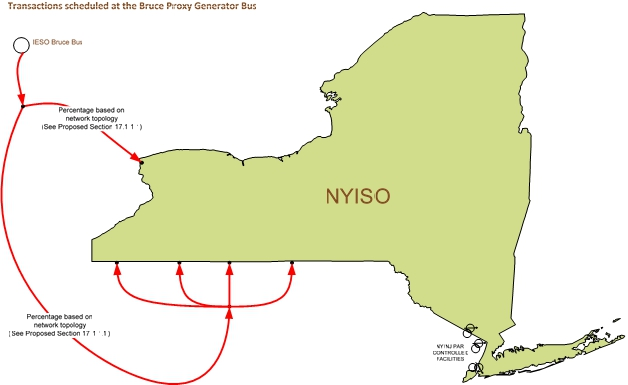 Transactions scheduled at the Bruce Proxy Generator Bus
IESO Bruce Bus
Percentage based on
network topology
(See Proposed Section 17.1.1
NYISO
Percentage based on
network topology
(See Proposed Section 17.1
NY/NJ PAR
CONTROLLED
FACILITIES